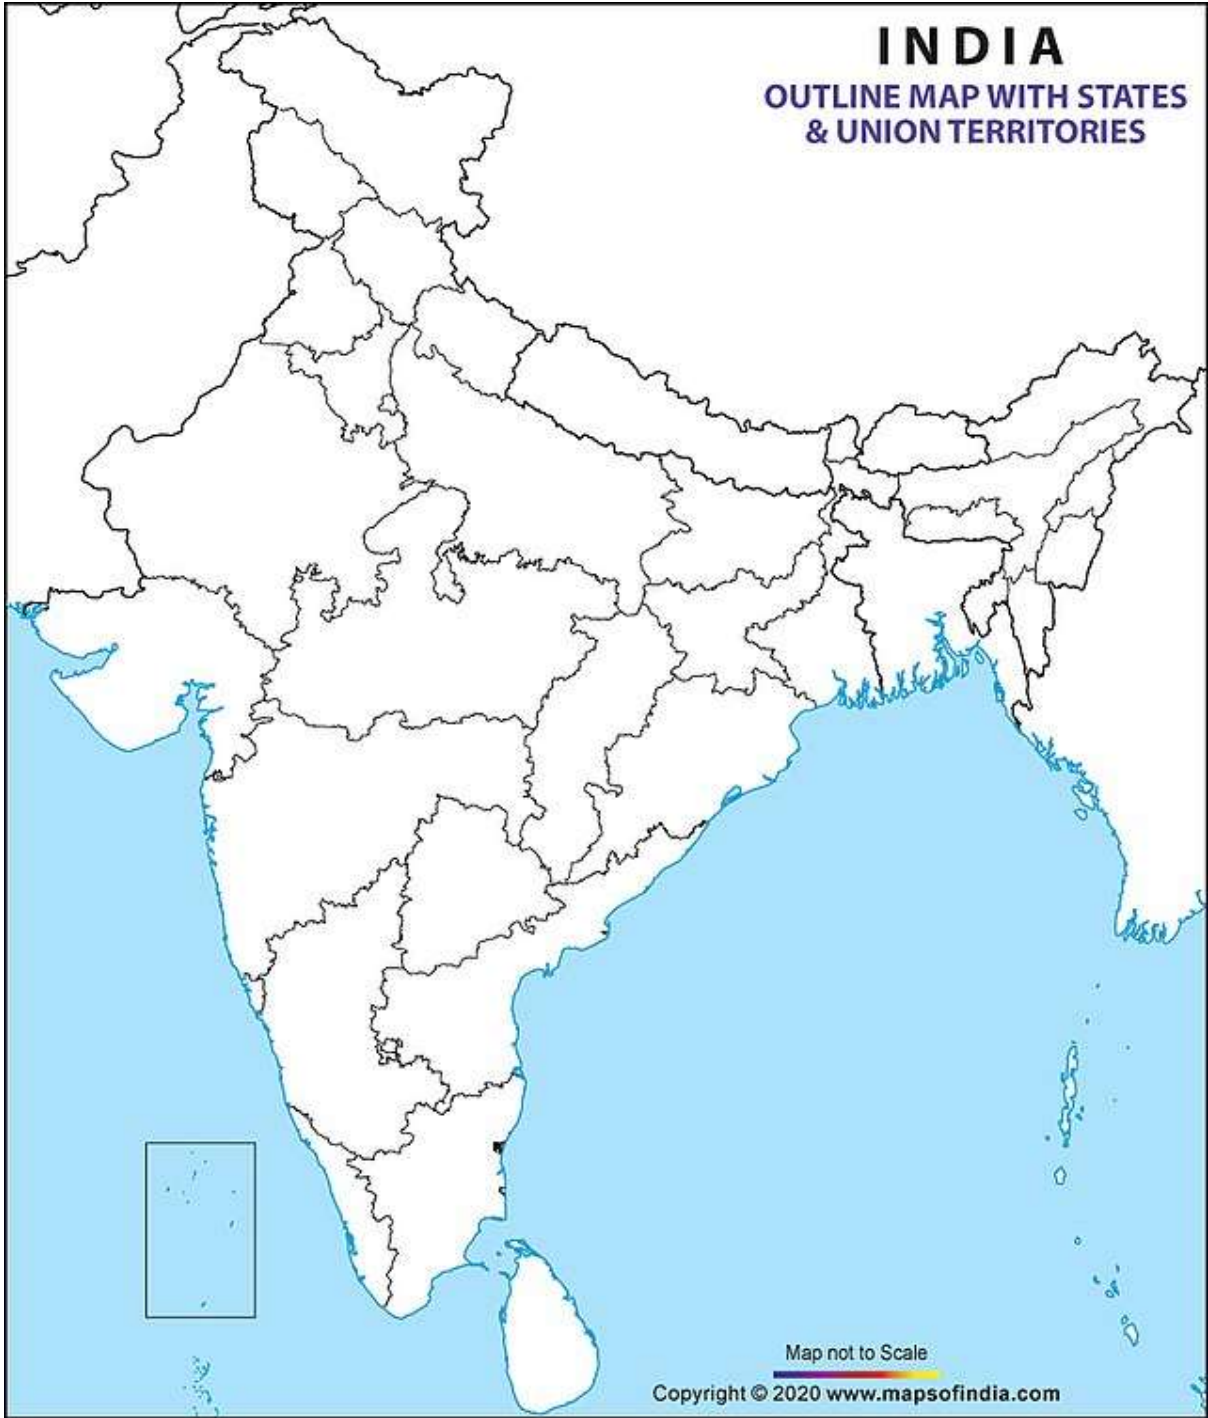 INDIA
OUTLINE MAP WITH STATES
& UNION TERRITORIES
Map not to Scale
Copyright © 2020 www.mapsofindia.com